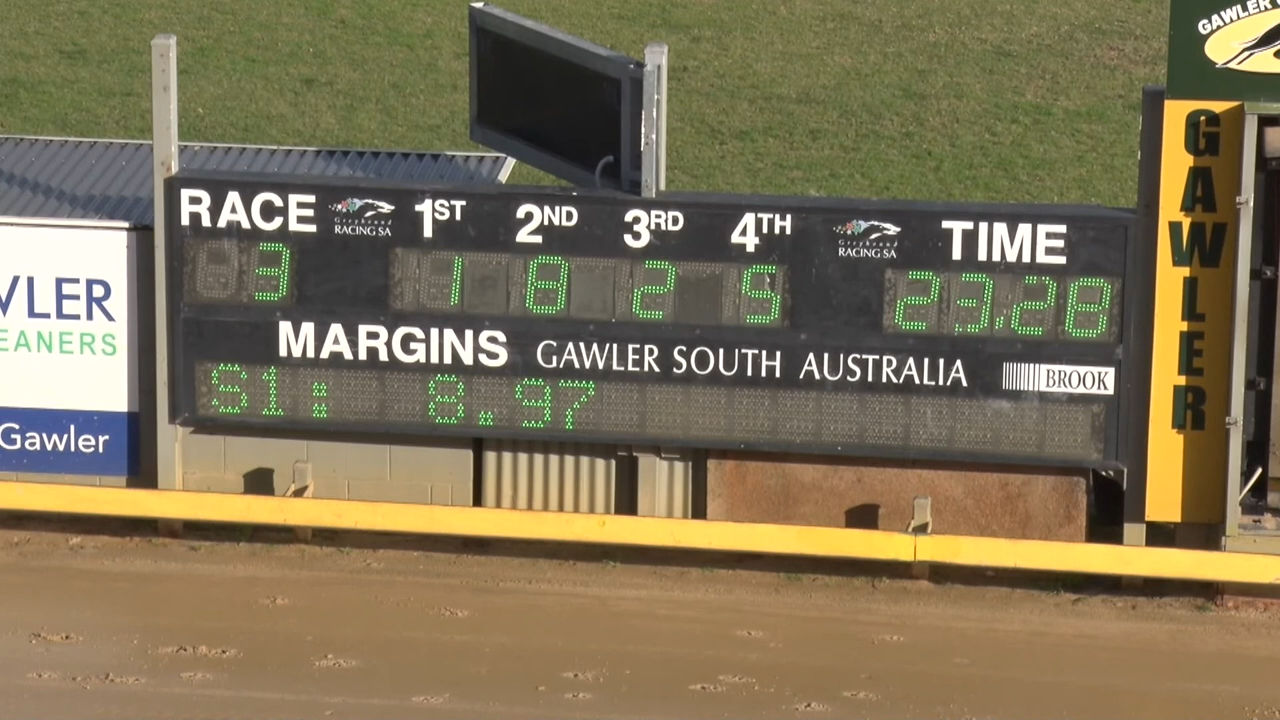 GAWLER
RACE 1ST 2ND 3RD 4TH TIME
Greyhound
RACING SA
Greyhound
RACING SA
3 1 8 2 5 23.28
MARGINS GAWLER SOUTH AUSTRALIA BROOK
S1: 8.97
GAWLER
WLER
EANERS
Gawler